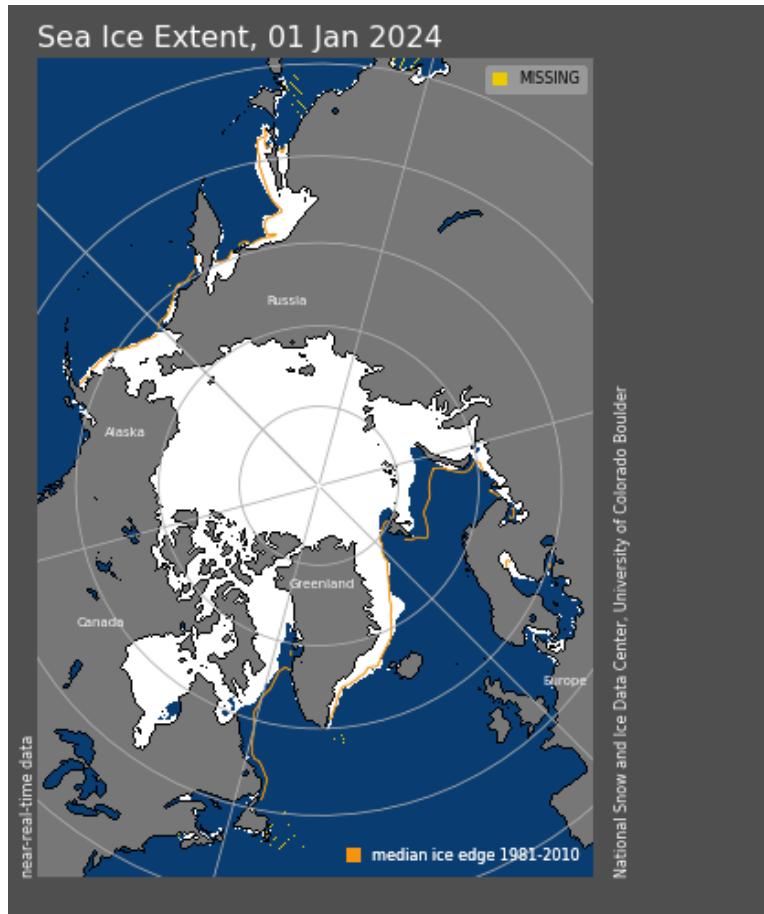 Sea Ice Extent, 01 Jan 2024
MISSING
Russia
Alaska
Greenland
Canada
Europe
near-real-time data
National Snow and Ice Data Center, University of Colorado Boulder
median ice edge 1981-2010